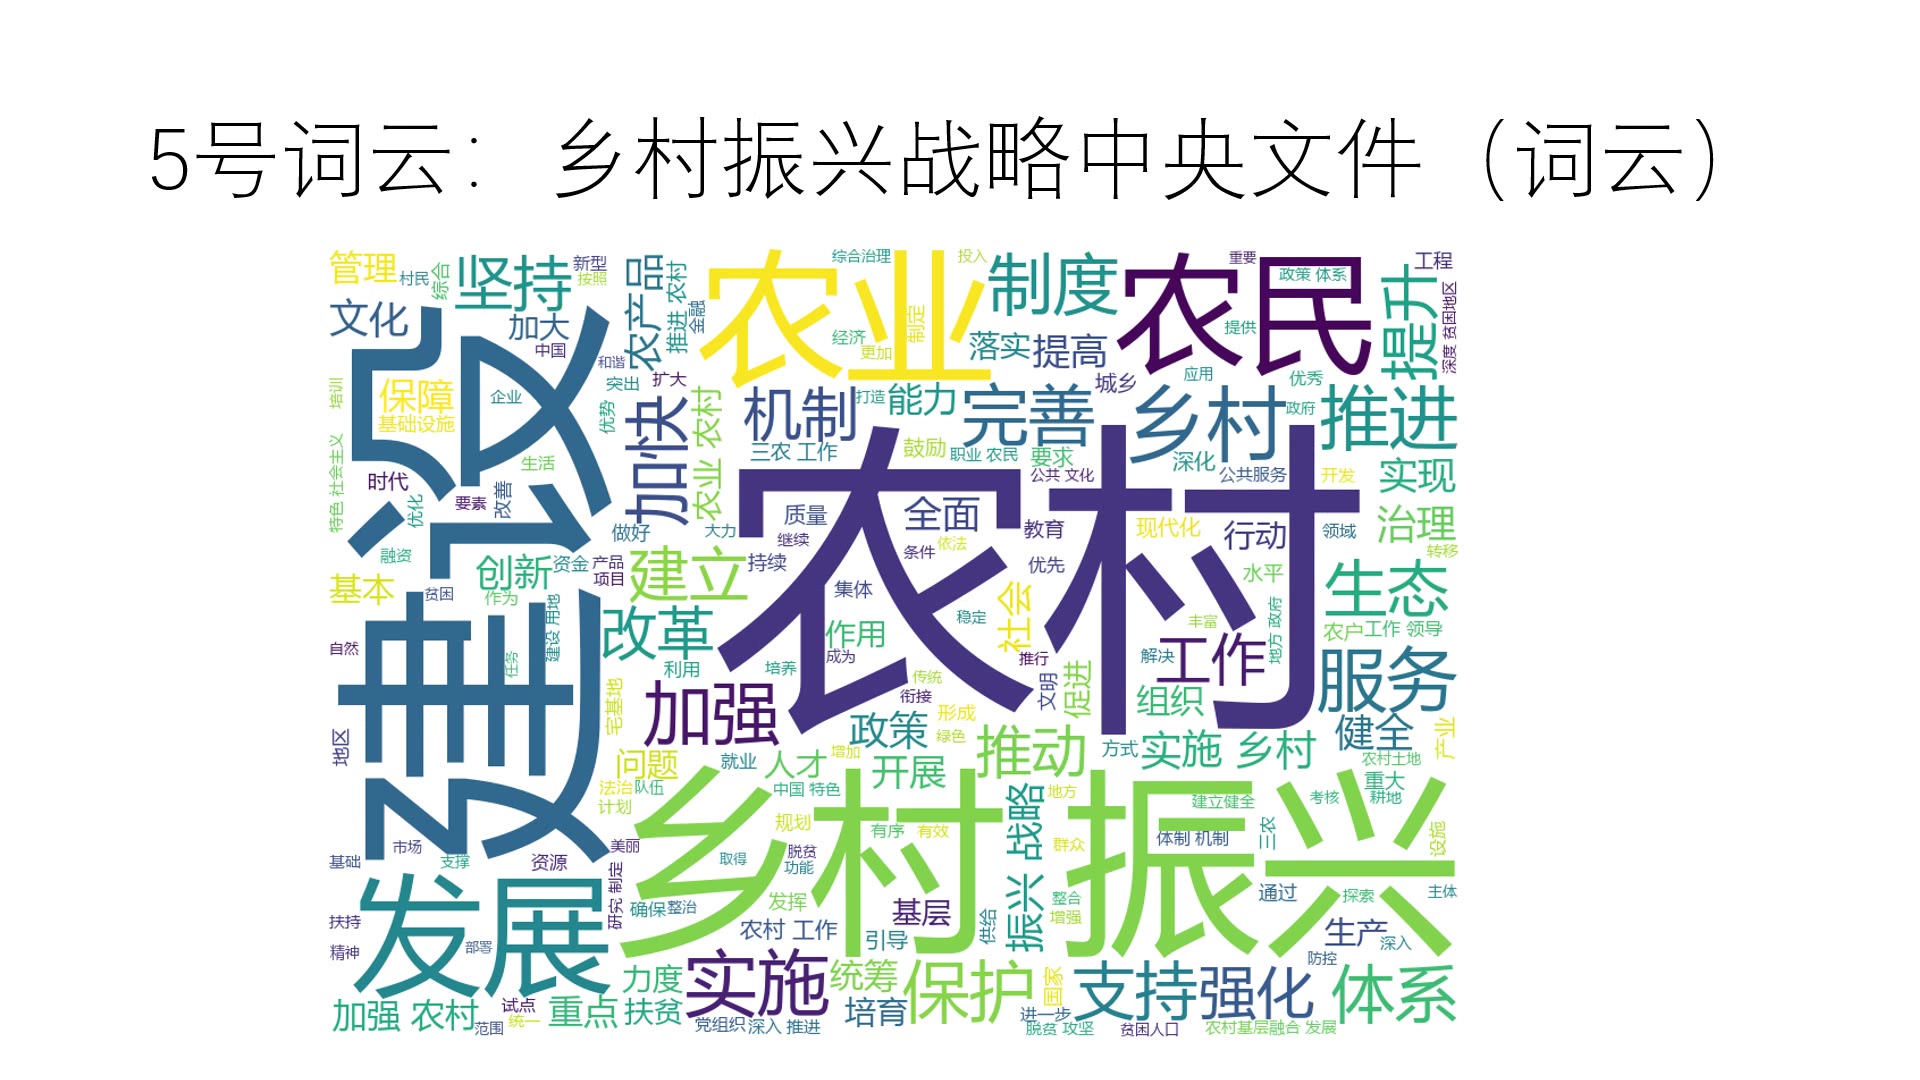 5号词云：乡村振兴战略中央文件（词云）
管理
村民
综合
坚持
新型
按照
文化
加大
中国
农产品
推进 农村
金融
和谐
突出
扩大
农业
综合治理
投入
制定
经济
更加
制度
落实
提高
农民
重要
政策 体系
提供
提升
工程
深度 贫困地区
建设
培训
保障
基础设施
企业
优势
加快
农业 农村
机制
打造
能力
完善
城乡
乡村
应用
优秀
政府
推进
特色 社会主义
时代
优化
要素
改善
生活
三农 工作
鼓励
职业 农民
要求
公共 文化
深化
公共服务
开发
实现
农村
融资
做好
大力
质量
继续
全面
条件
依法
教育
优先
现代化
行动
领域
治理
转移
基本
贫困
创新
作为
资金
产品
项目
建立
持续
集体
稳定
社会
水平
丰富
地方 政府
生态
农户
工作 领导
自然
任务
建设 用地
改革
利用
培养
作用
成为
传统
衔接
推行
文明
促进
解决
工作
组织
服务
地区
宅基地
加强
政策
形成
绿色
推动
方式
实施 乡村
健全
产业
农村土地
问题
就业
人才
增加
开展
法治
队伍
计划
中国 特色
地方
建立健全
重大
考核
耕地
乡村 振兴
基础
市场
支撑
资源
美丽
规划
有序
有效
取得
脱贫
功能
振兴 战略
群众
体制 机制
三农
设施
发展
扶持
精神
部署
研究 制定
确保
整治
发挥
农村 工作
引导
基层
供给
整合
增强
通过
探索
主体
生产
深入
防控
加强 农村
范围
试点
统一
重点
力度
扶贫
实施
党组织
深入 推进
统筹
培育
保护
国家
进一步
脱贫 攻坚
支持
贫困人口
强化
农村基层
融合 发展
体系